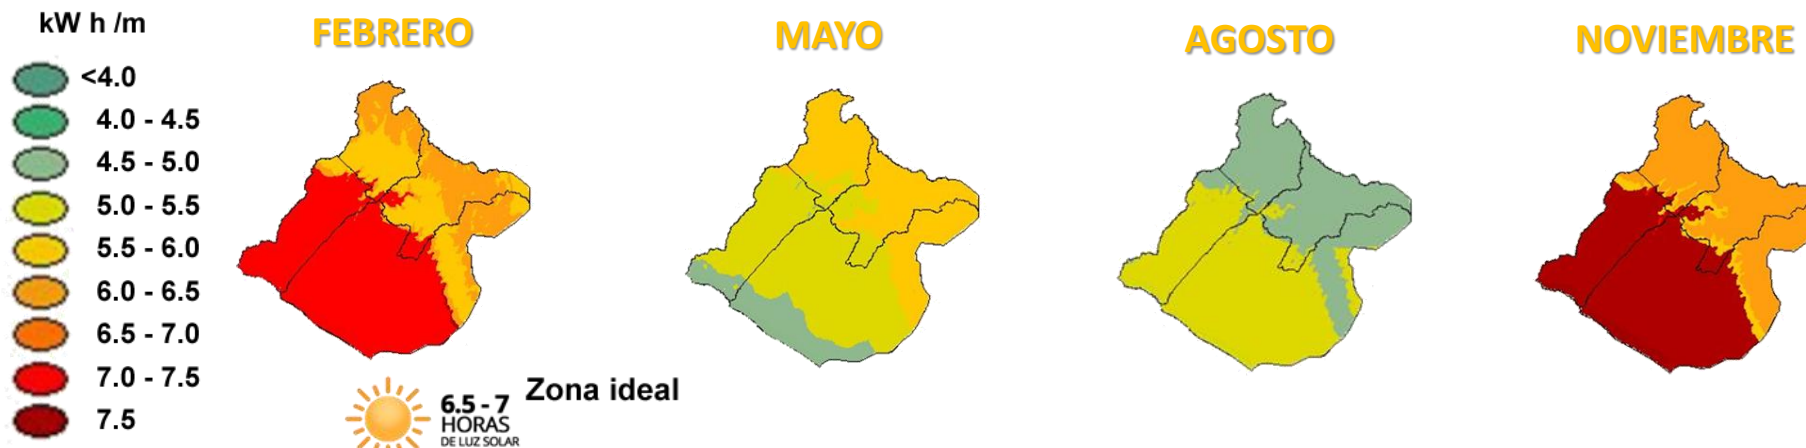 kW h /m
FEBRERO
MAYO
AGOSTO
NOVIEMBRE
<4.0
4.0 - 4.5
4.5 - 5.0
5.0 - 5.5
5.5 - 6.0
6.0 - 6.5
6.5 - 7.0
7.0 - 7.5
7.5
6.5 - 7
HORAS
DE LUZ SOLAR
Zona ideal